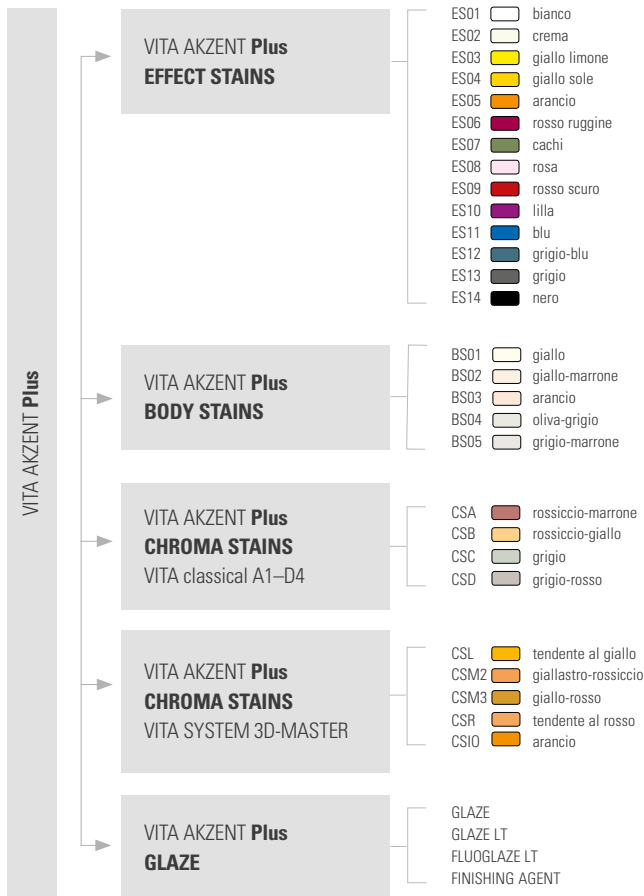 VITA AKZENT Plus
VITA AKZENT Plus
EFFECT STAINS
ES01 bianco
ES02 crema
ES03 giallo limone
ES04 giallo sole
ES05 arancio
ES06 rosso ruggine
ES07 cachi
ES08 rosa
ES09 rosso scuro
ES10 lilla
ES11 blu
ES12 grigio-blu
ES13 grigio
ES14 nero
VITA AKZENT Plus
BODY STAINS
BS01 giallo
BS02 giallo-marrone
BS03 arancio
BS04 oliva-grigio
BS05 grigio-marrone
VITA AKZENT Plus
CHROMA STAINS
VITA classical A1–D4
CSA rossiccio-marrone
CSB rossiccio-giallo
CSC grigio
CSD grigio-rosso
VITA AKZENT Plus
CHROMA STAINS
VITA SYSTEM 3D-MASTER
CSL tendente al giallo
CSM2 giallastro-rossiccio
CSM3 giallo-rosso
CSR tendente al rosso
CSIO arancio
VITA AKZENT Plus
GLAZE
GLAZE
GLAZE LT
FLUOGLAZE LT
FINISHING AGENT